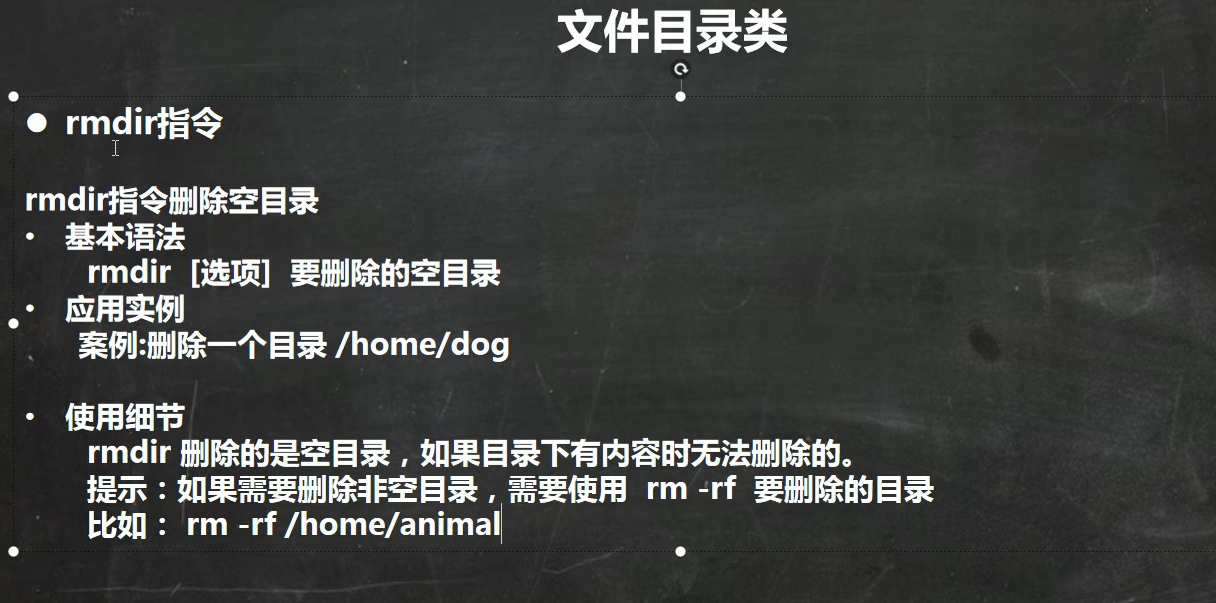 文件目录类
● rmdir指令
rmdir指令删除空目录
• 基本语法
rmdir [选项] 要删除的空目录
• 应用实例
案例:删除一个目录 /home/dog
• 使用细节
rmdir 删除的是空目录，如果目录下有内容时无法删除的。
提示：如果需要删除非空目录，需要使用 rm -rf 要删除的目录
比如： rm -rf /home/animal